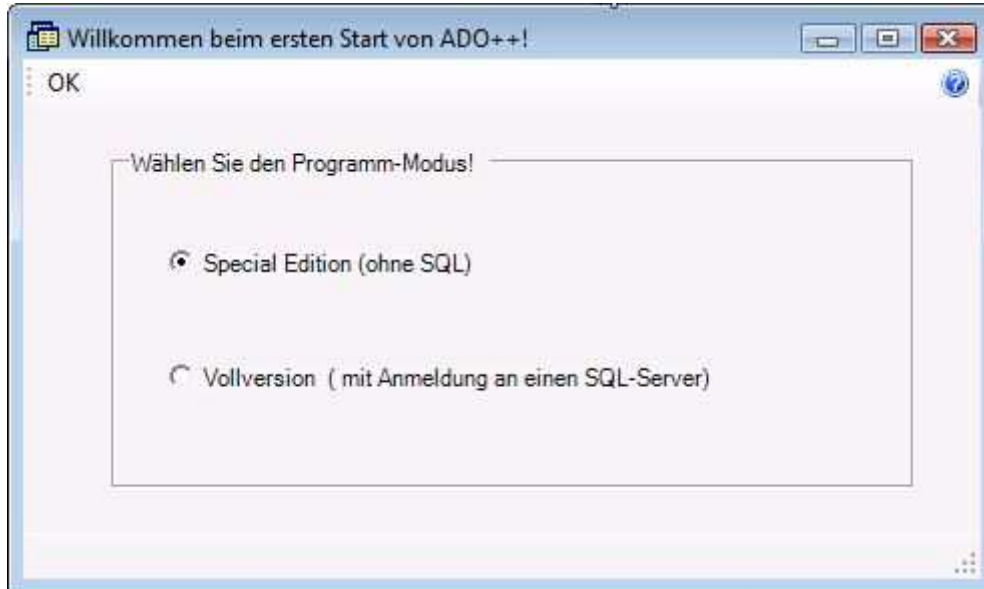 Willkommen beim ersten Start von ADO++!
OK
Wählen Sie den Programm-Modus!
Special Edition (ohne SQL)
Vollversion ( mit Anmeldung an einen SQL-Server)